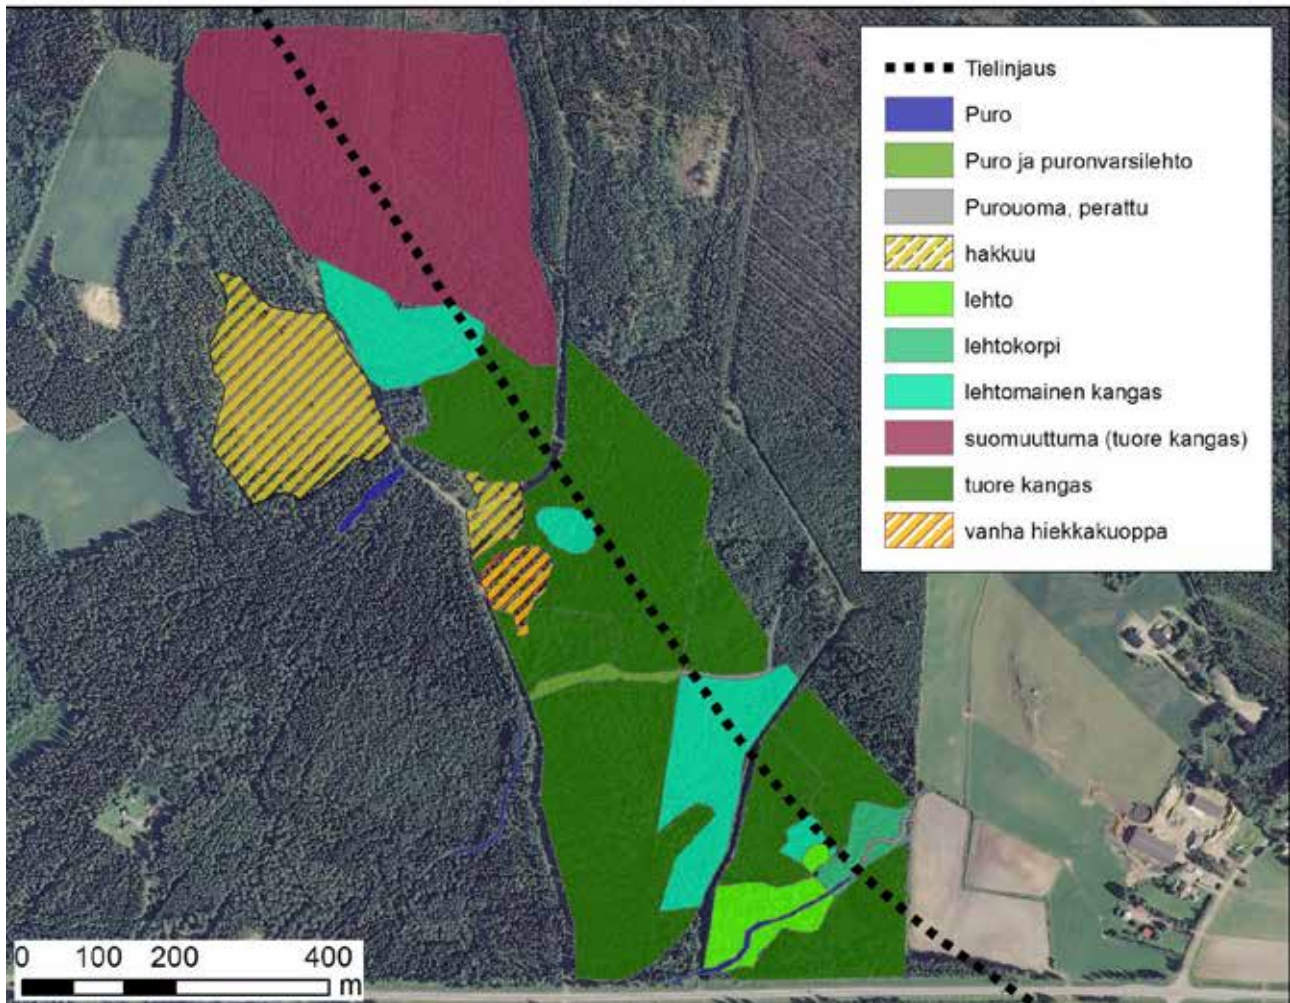 Tielinjaus
Puro
Puro ja puronvarsilehto
Purouoma, perattu
hakkuu
lehto
lehtokorpi
lehtomainen kangas
suomuuttuma (tuore kangas)
tuore kangas
vanha hiekkakuoppa
0 100 200 400
m